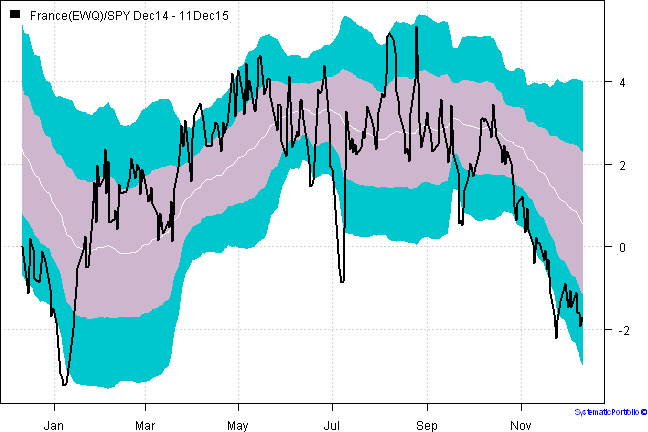 France(EWQ)/SPY Dec14 - 11Dec15
4
2
0
-2
Jan Mar May Jul Sep Nov
SystematicPortfolio ©